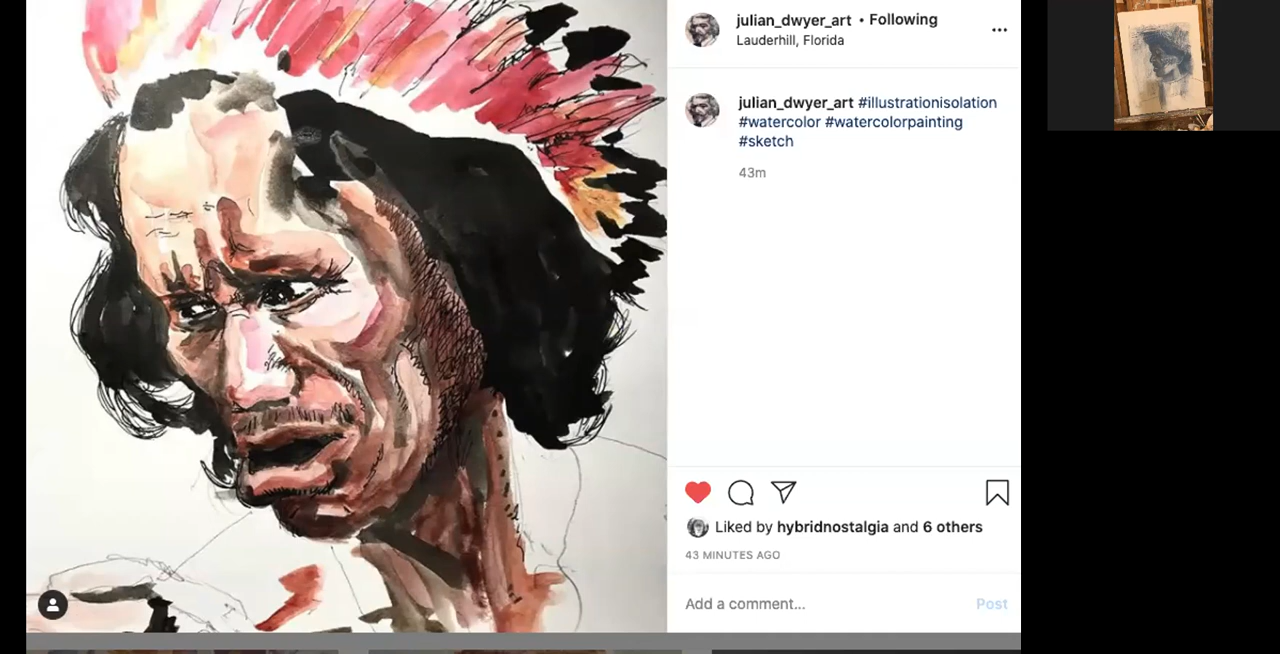 julian_dwyer_art • Following
Lauderhill, Florida
julian_dwyer_art #illustrationisolation
#watercolor #watercolorpainting
#sketch
43m
Liked by hybridnostalgia and 6 others
43 MINUTES AGO
Add a comment...
Post